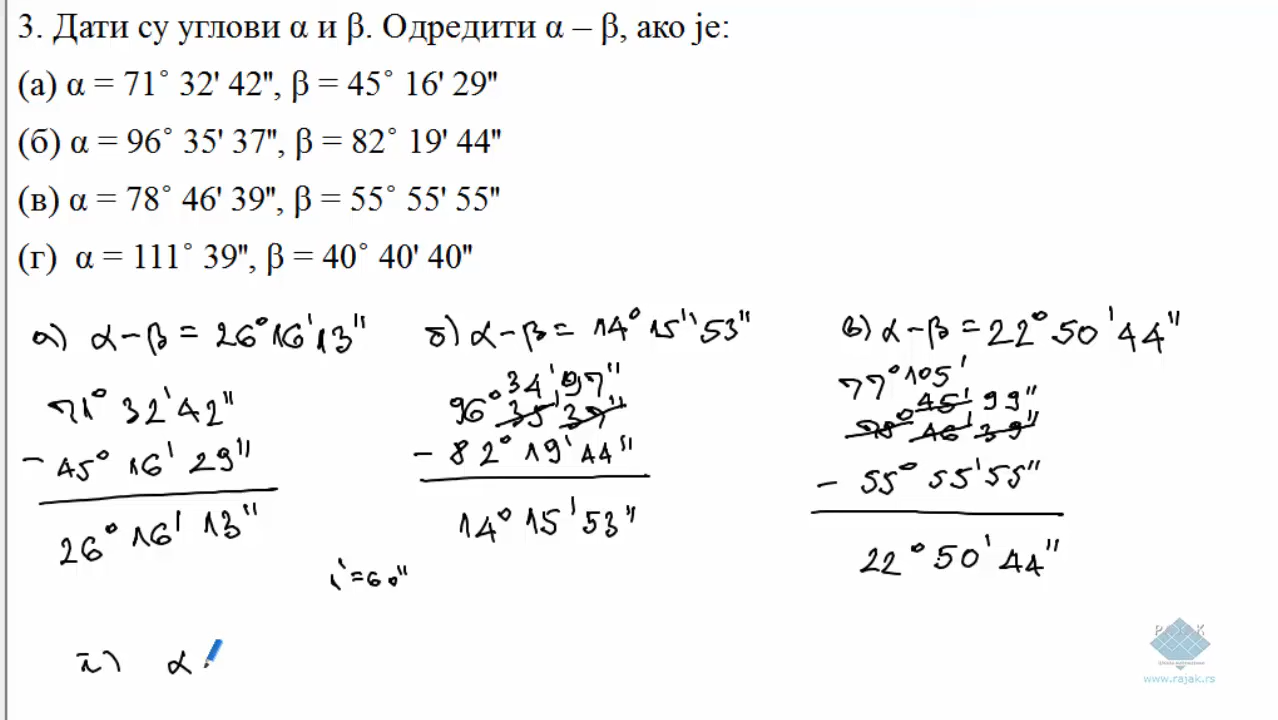 3. Дати су углови α и β. Одредити α – β, ако је:
(а) α = 71˚ 32' 42", β = 45˚ 16' 29"
(б) α = 96˚ 35' 37", β = 82˚ 19' 44"
(в) α = 78˚ 46' 39", β = 55˚ 55' 55"
(г) α = 111˚ 39", β = 40˚ 40' 40"
а) α-β = 26° 16' 13"
71° 32' 42"
- 45° 16' 29"
26° 16' 13"
б) α-β = 14° 15' 53"
34' 97"
96° 35' 37"
- 82° 19' 44"
14° 15' 53"
1' = 60"
в) α-β = 22° 50' 44"
77° 105'
45' 99"
78° 46' 39"
- 55° 55' 55"
22° 50' 44"
г) α
РАЈАК
www.rajak.rs